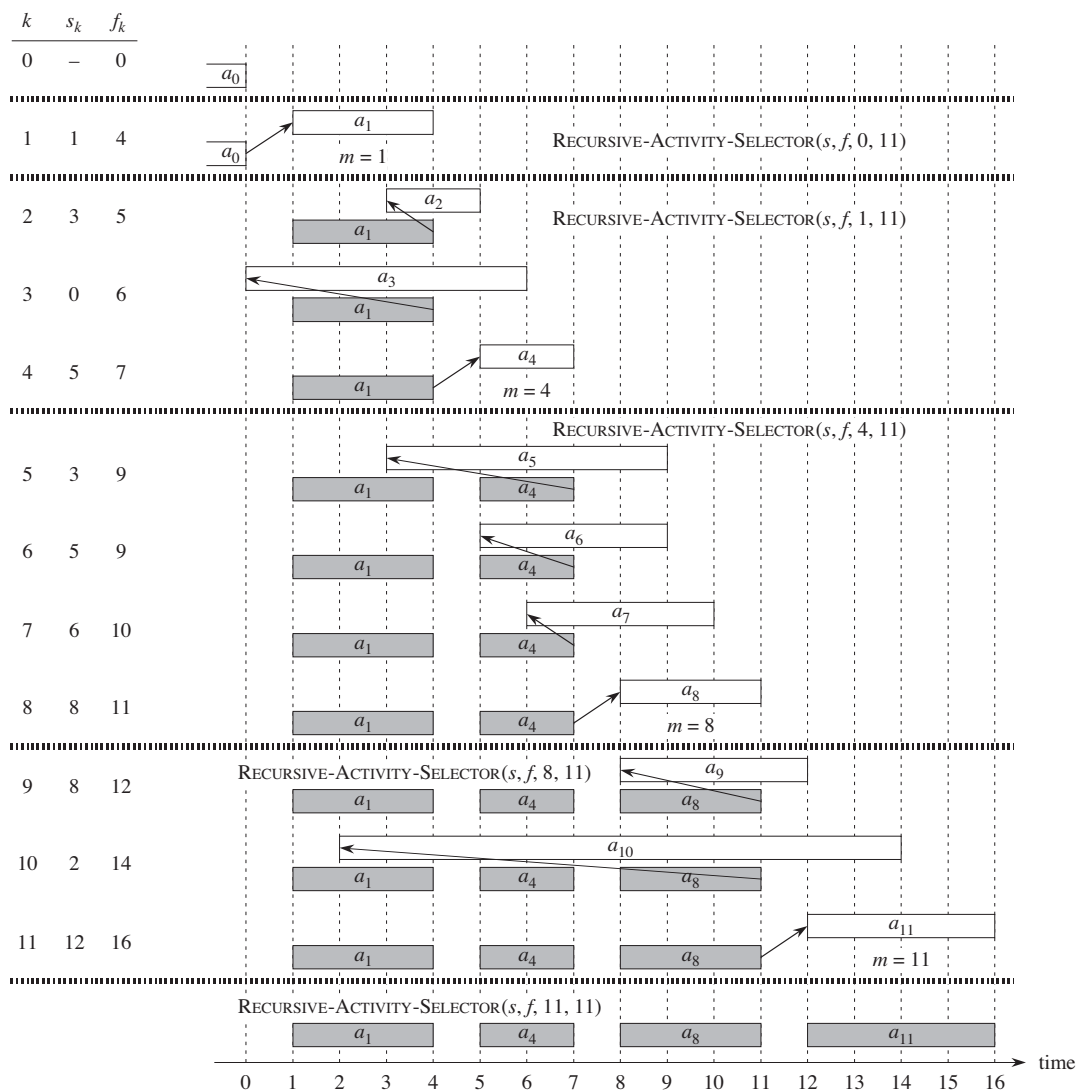 k s_k f_k
0 – 0
a_0
a_1
1 1 4 RECURSIVE-ACTIVITY-SELECTOR(s, f, 0, 11)
a_0 m = 1
a_2
2 3 5 RECURSIVE-ACTIVITY-SELECTOR(s, f, 1, 11)
a_1
a_3
3 0 6
a_1
a_4
4 5 7
a_1 m = 4
RECURSIVE-ACTIVITY-SELECTOR(s, f, 4, 11)
a_5
5 3 9
a_1 a_4
a_6
6 5 9
a_1 a_4
a_7
7 6 10
a_1 a_4
a_8
8 8 11
a_1 a_4 m = 8
RECURSIVE-ACTIVITY-SELECTOR(s, f, 8, 11) a_9
9 8 12
a_1 a_4 a_8
a_10
10 2 14
a_1 a_4 a_8
a_11
11 12 16
a_1 a_4 a_8 m = 11
RECURSIVE-ACTIVITY-SELECTOR(s, f, 11, 11)
a_1 a_4 a_8 a_11
time
0 1 2 3 4 5 6 7 8 9 10 11 12 13 14 15 16